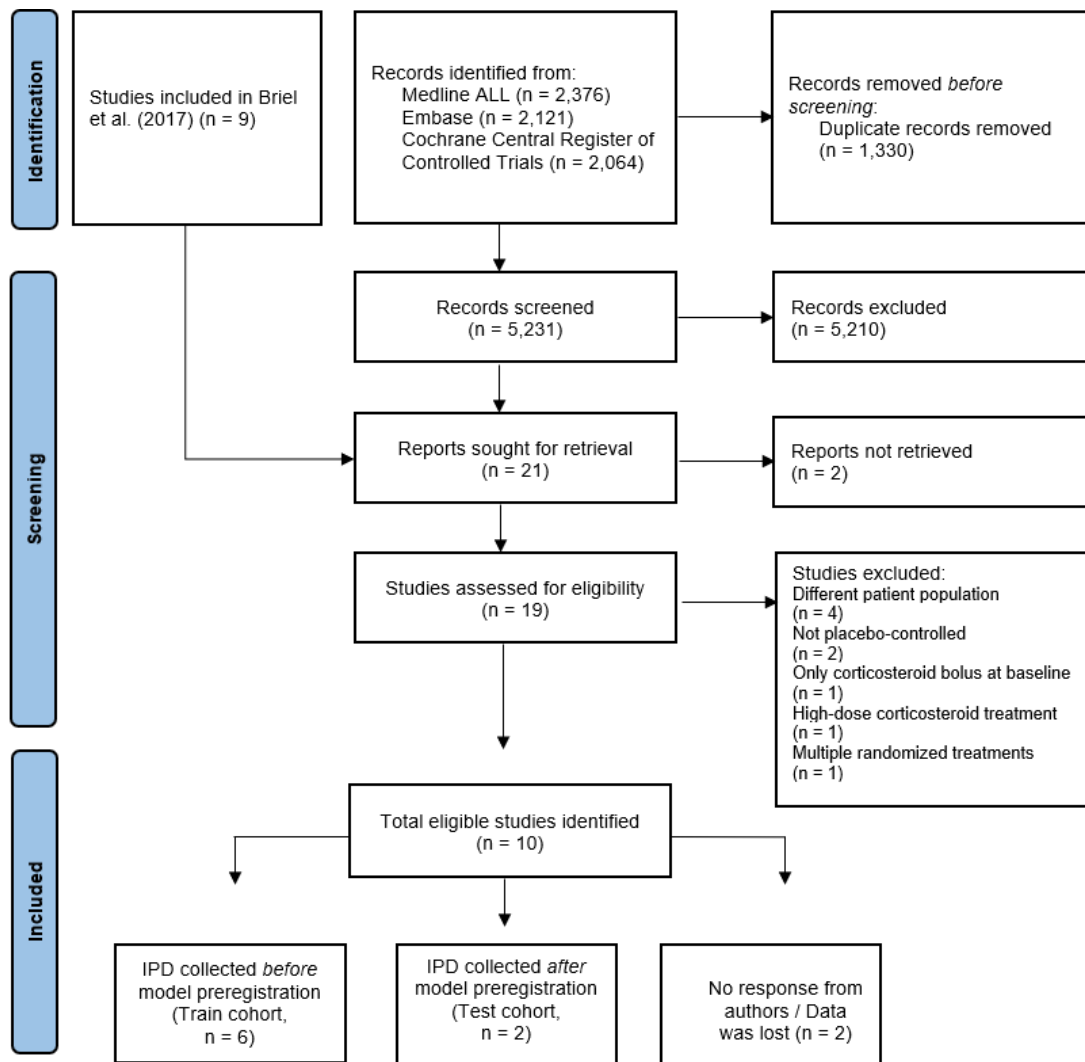 Identification
Studies included in Briel
et al. (2017) (n = 9)
Records identified from:
Medline ALL (n = 2,376)
Embase (n = 2,121)
Cochrane Central Register of
Controlled Trials (n = 2,064)
Records removed before
screening:
Duplicate records removed
(n = 1,330)
Screening
Records screened
(n = 5,231)
Records excluded
(n = 5,210)
Reports sought for retrieval
(n = 21)
Reports not retrieved
(n = 2)
Studies assessed for eligibility
(n = 19)
Studies excluded:
Different patient population
(n = 4)
Not placebo-controlled
(n = 2)
Only corticosteroid bolus at baseline
(n = 1)
High-dose corticosteroid treatment
(n = 1)
Multiple randomized treatments
(n = 1)
Included
Total eligible studies identified
(n = 10)
IPD collected before
model preregistration
(Train cohort,
n = 6)
IPD collected after
model preregistration
(Test cohort,
n = 2)
No response from
authors / Data
was lost (n = 2)